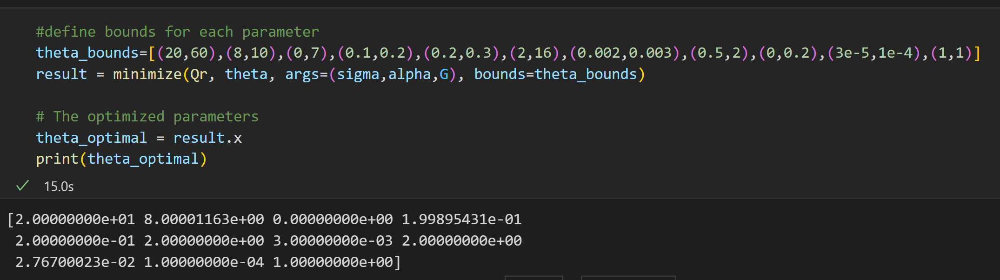 #define bounds for each parameter
theta_bounds=[(20,60),(8,10),(0,7),(0.1,0.2),(0.2,0.3),(2,16),(0.002,0.003),(0.5,2),(0,0.2),(3e-5,1e-4),(1,1)]
result = minimize(Qr, theta, args=(sigma,alpha,G), bounds=theta_bounds)
# The optimized parameters
theta_optimal = result.x
print(theta_optimal)
15.0s
[2.00000000e+01 8.00001163e+00 0.00000000e+00 1.99895431e-01
2.00000000e-01 2.00000000e+00 3.00000000e-03 2.00000000e+00
2.76700023e-02 1.00000000e-04 1.00000000e+00]